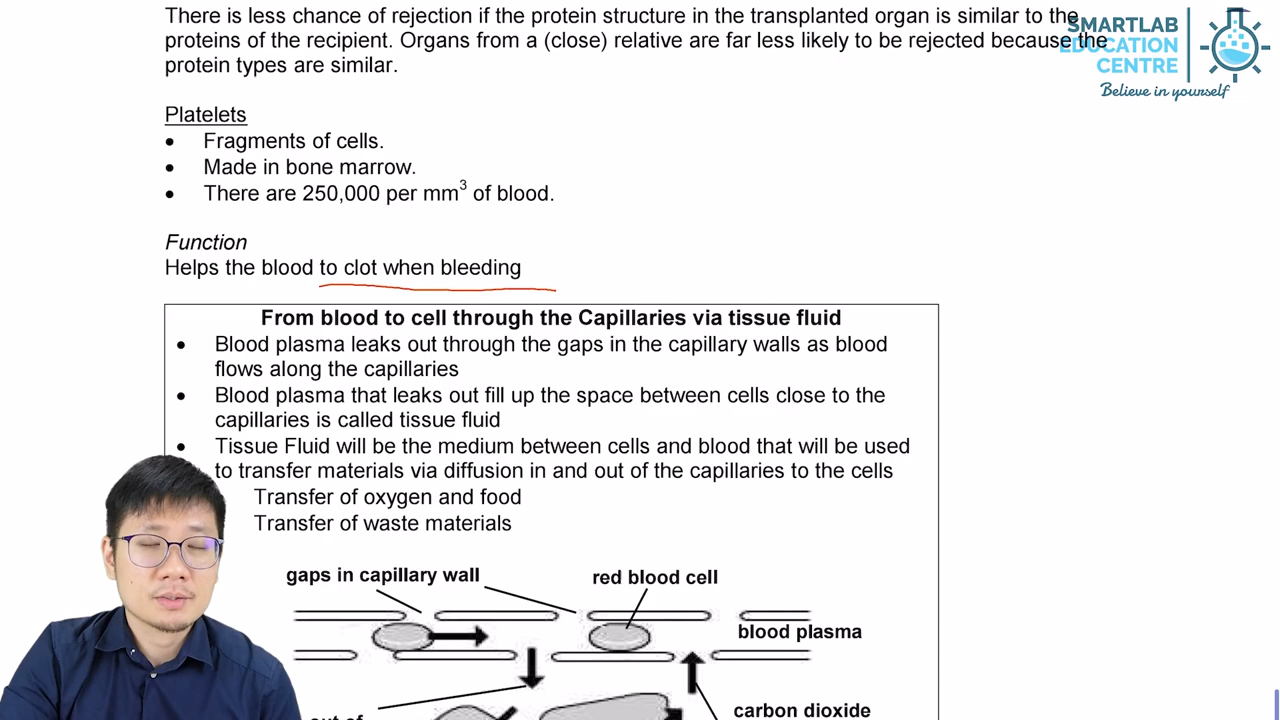 There is less chance of rejection if the protein structure in the transplanted organ is similar to the
proteins of the recipient. Organs from a (close) relative are far less likely to be rejected because the
protein types are similar.
SMARTLAB
EDUCATION
CENTRE
Believe in yourself
Platelets
• Fragments of cells.
• Made in bone marrow.
• There are 250,000 per mm³ of blood.
Function
Helps the blood to clot when bleeding
From blood to cell through the Capillaries via tissue fluid
• Blood plasma leaks out through the gaps in the capillary walls as blood
flows along the capillaries
• Blood plasma that leaks out fill up the space between cells close to the
capillaries is called tissue fluid
• Tissue Fluid will be the medium between cells and blood that will be used
to transfer materials via diffusion in and out of the capillaries to the cells
Transfer of oxygen and food
Transfer of waste materials
gaps in capillary wall
red blood cell
blood plasma
carbon dioxide
out of